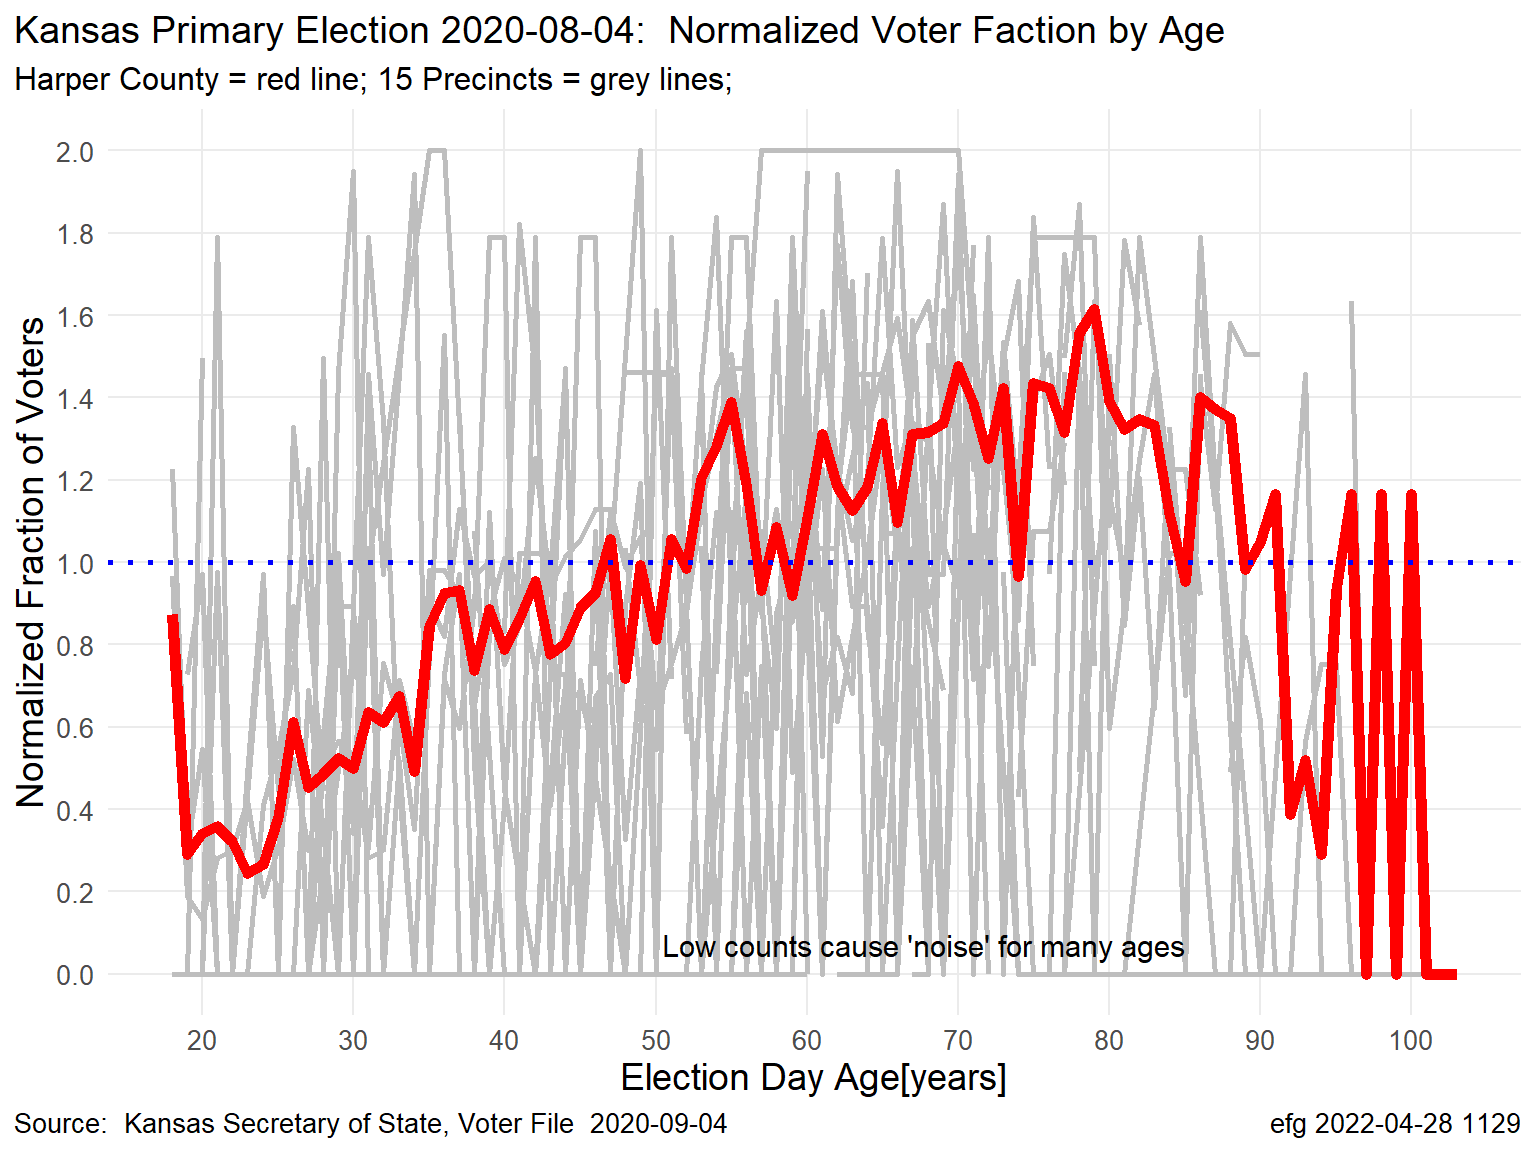 Kansas Primary Election 2020-08-04:  Normalized Voter Faction by Age
Harper County = red line; 15 Precincts = grey lines;
Normalized Fraction of Voters
2.0
1.8
1.6
1.4
1.2
1.0
0.8
0.6
0.4
0.2
0.0
Low counts cause 'noise' for many ages
20 30 40 50 60 70 80 90 100
Election Day Age[years]
Source:  Kansas Secretary of State, Voter File  2020-09-04
efg 2022-04-28 1129